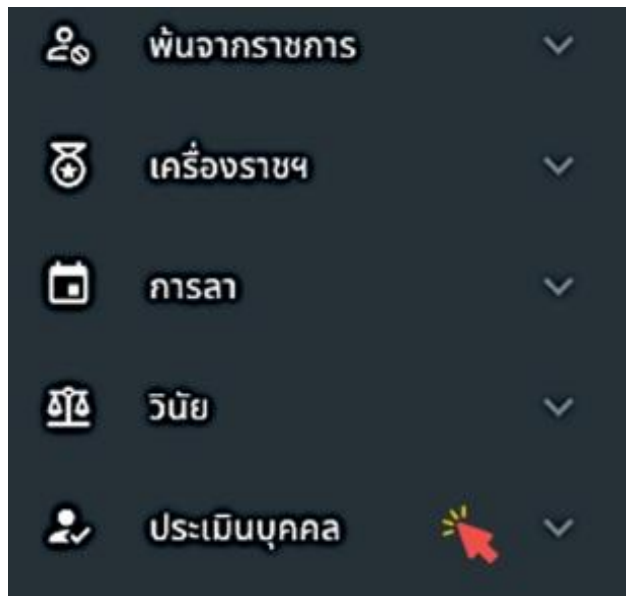 พ้นจากราชการ
เครื่องราชฯ
การลา
วินัย
ประเมินบุคคล